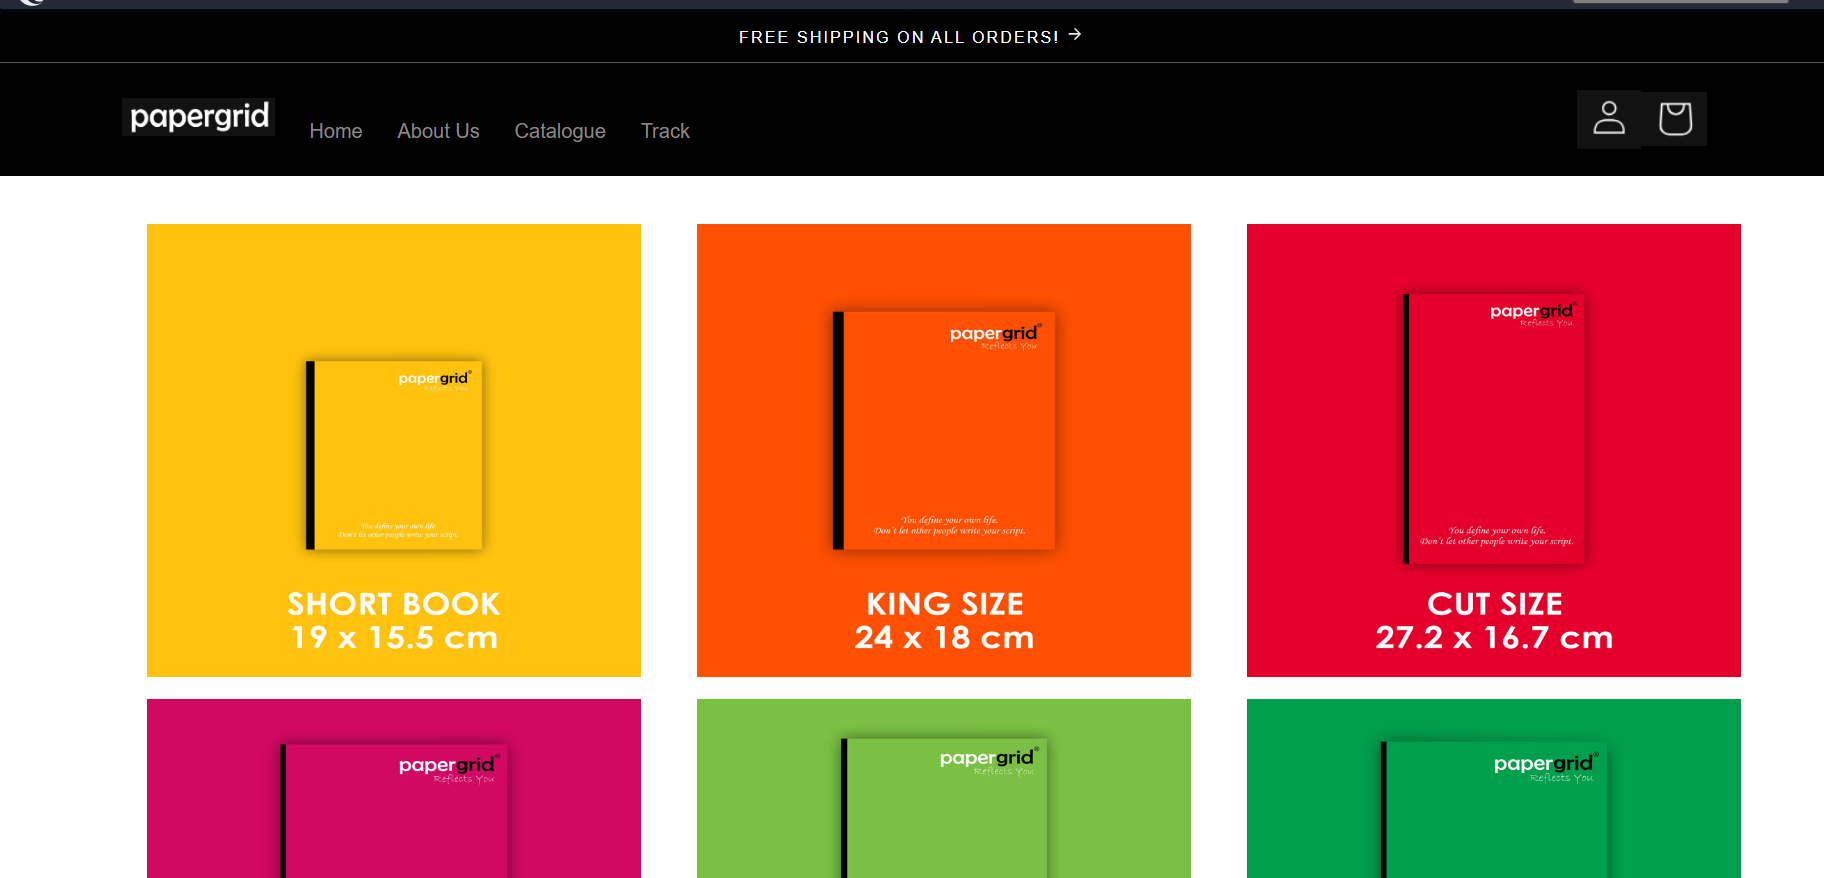 FREE SHIPPING ON ALL ORDERS!
papergrid
Home About Us Catalogue Track
papergrid®
Reflects You
You define your own life.
Don't let other people write your script.
SHORT BOOK
19 x 15.5 cm
papergrid®
Reflects You
You define your own life.
Don't let other people write your script.
KING SIZE
24 x 18 cm
papergrid®
Reflects You
You define your own life.
Don't let other people write your script.
CUT SIZE
27.2 x 16.7 cm
papergrid®
Reflects You
papergrid®
Reflects You
papergrid®
Reflects You